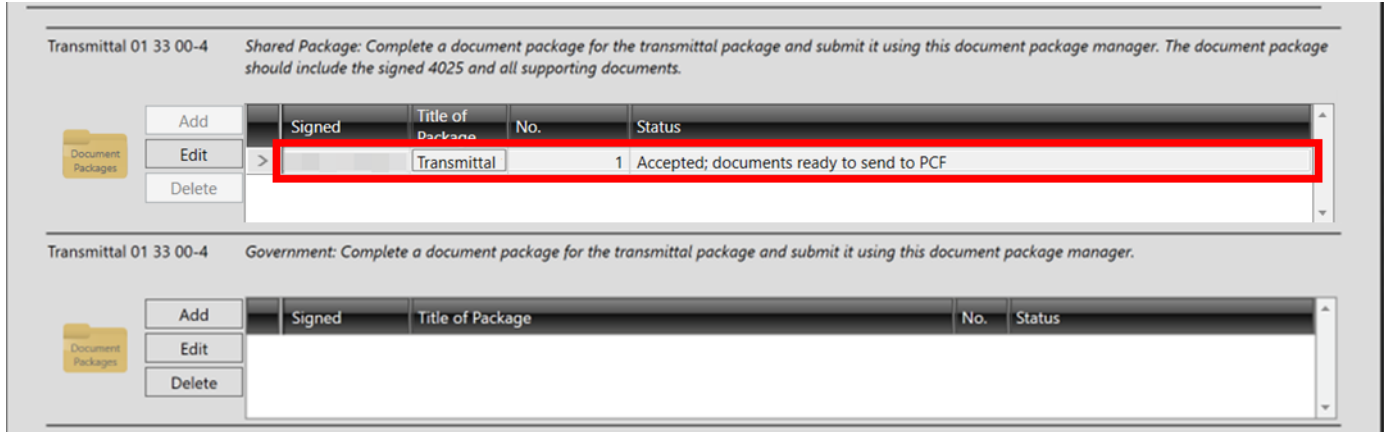 Transmittal 01 33 00-4
Shared Package: Complete a document package for the transmittal package and submit it using this document package manager. The document package
should include the signed 4025 and all supporting documents.
Document
Packages
Add
Edit
Delete
Signed
Title of
Package
No.
Status
Transmittal
1
Accepted; documents ready to send to PCF
Transmittal 01 33 00-4
Government: Complete a document package for the transmittal package and submit it using this document package manager.
Document
Packages
Add
Edit
Delete
Signed
Title of Package
No.
Status